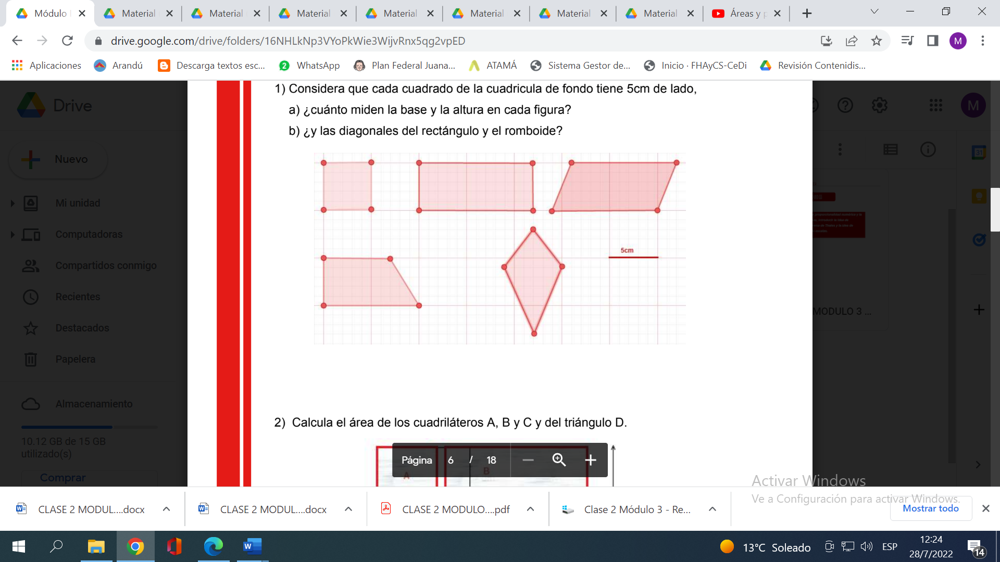 Módulo
Material
Material
Material
Material
Material
Material
Material
Áreas y p
drive.google.com/drive/folders/16NHLkNp3VYoPkWie3WijvRnx5qg2vpED
M
Aplicaciones
Arandú
Descarga textos esc...
WhatsApp
Plan Federal Juana...
ATAMÁ
Sistema Gestor de...
Inicio · FHAyCS-CeDi
Revisión Contenidis...
Drive
M
Nuevo
Mi unidad
Computadoras
Compartidos conmigo
Recientes
Destacados
Papelera
Almacenamiento
10.12 GB de 15 GB
utilizado(s)
Comprar
1) Considera que cada cuadrado de la cuadricula de fondo tiene 5cm de lado,
a) ¿cuánto miden la base y la altura en cada figura?
b) ¿y las diagonales del rectángulo y el romboide?
5cm
2) Calcula el área de los cuadriláteros A, B y C y del triángulo D.
A
B
Página 6 / 18
31
MODULO 3 ...
Activar Windows
Ve a Configuración para activar Windows.
CLASE 2 MODUL....docx
CLASE 2 MODUL....docx
CLASE 2 MODULO....pdf
Clase 2 Módulo 3 - Re...
Mostrar todo
13°C Soleado
ESP
12:24
28/7/2022
14